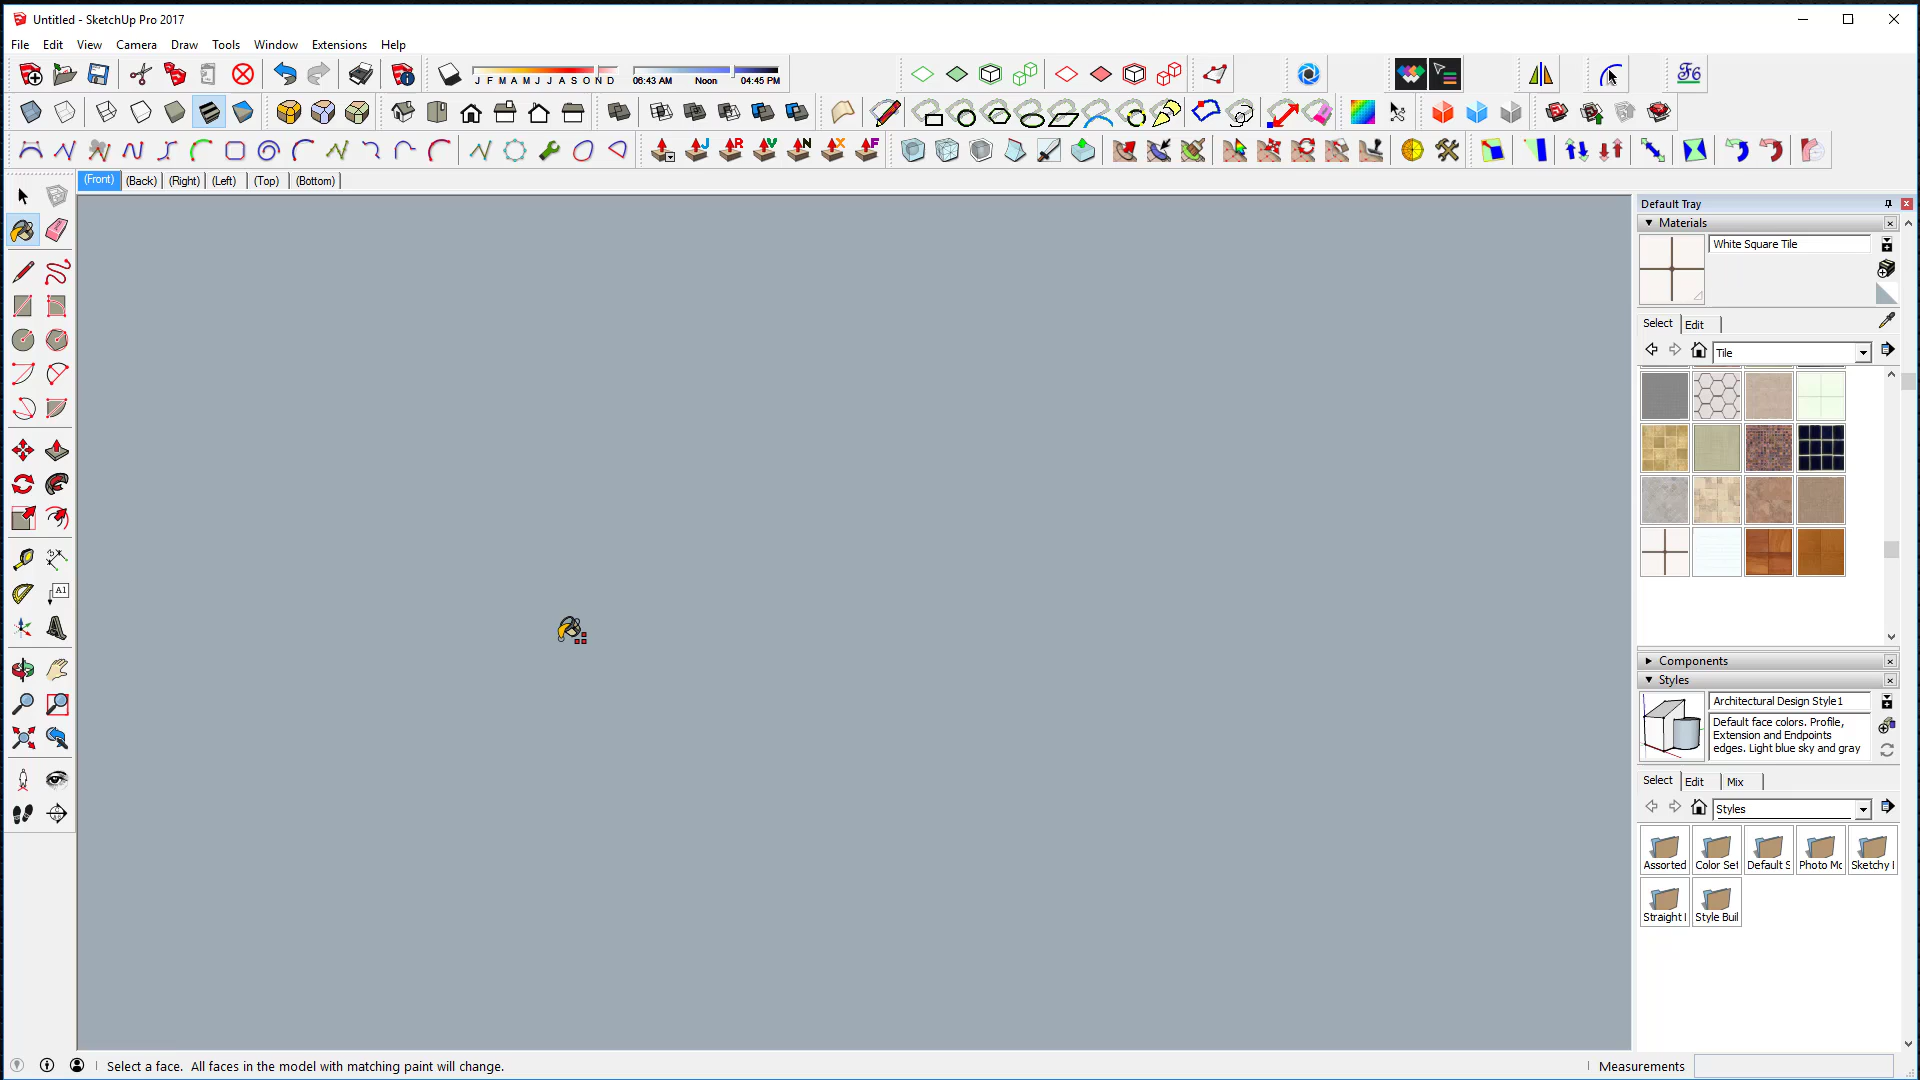 Untitled - SketchUp Pro 2017
File Edit View Camera Draw Tools Window Extensions Help
J F M A M J J A S O N D
06:43 AM Noon 04:45 PM
F6
J R V N X F
(Front) (Back) (Right) (Left) (Top) (Bottom)
Default Tray
Materials
White Square Tile
Select Edit
Tile
A1
Components
Styles
Architectural Design Style1
Default face colors. Profile,
Extension and Endpoints
edges. Light blue sky and gray
Select Edit Mix
Styles
Assorted Color Set Default S Photo Mo Sketchy
Straight Style Buil
Select a face. All faces in the model with matching paint will change.
Measurements